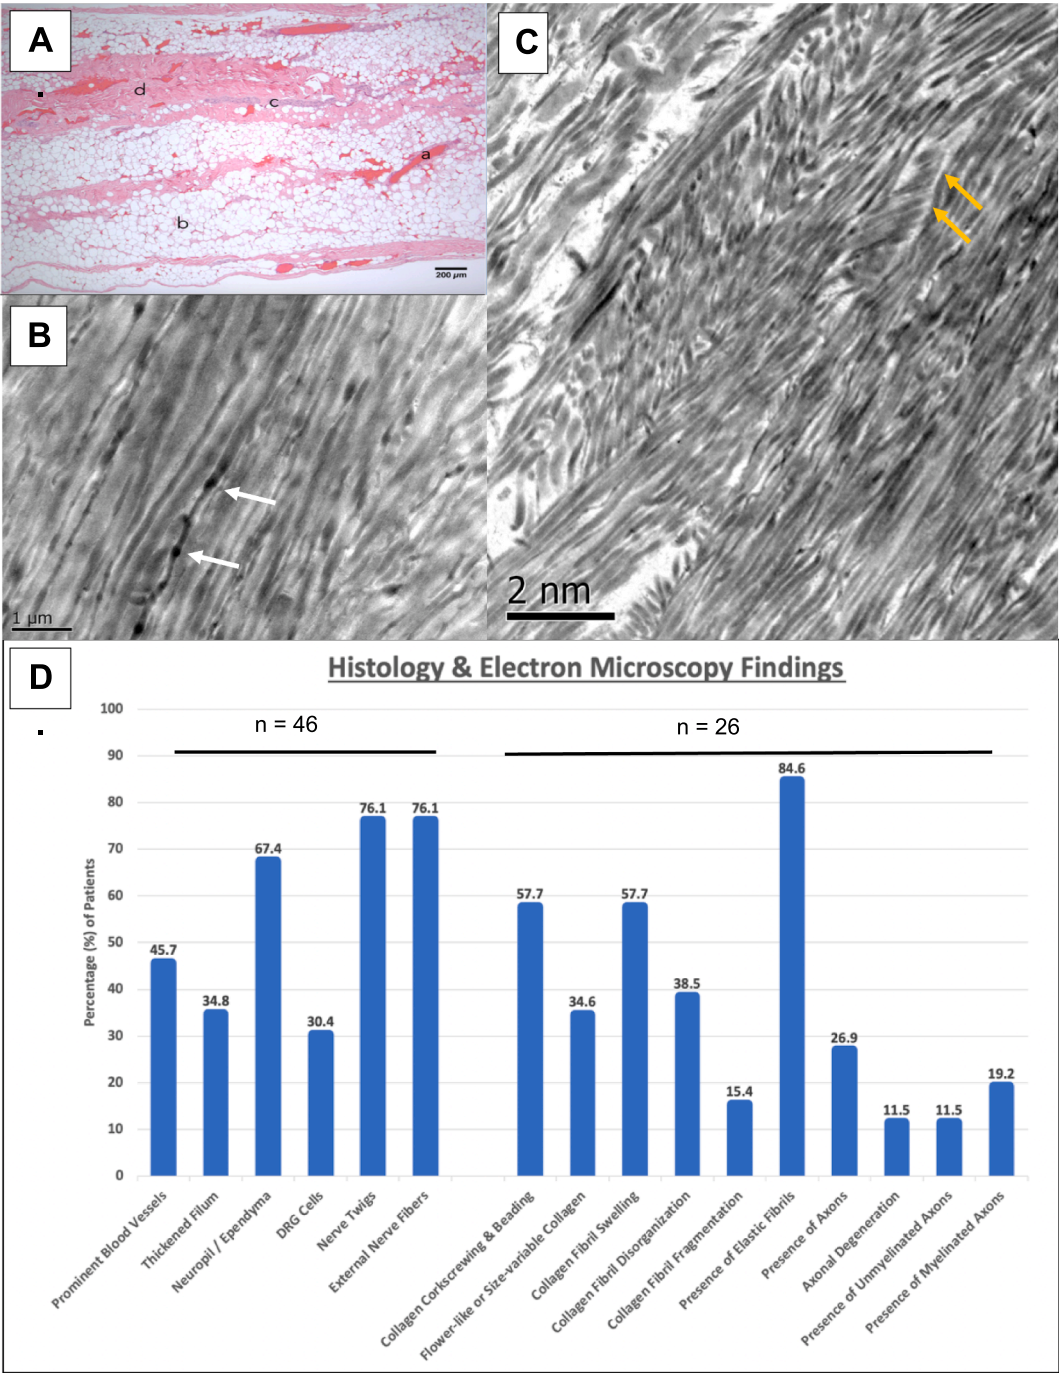 A
d
c
a
b
200 µm
B
1 µm
C
2 nm
D
Histology & Electron Microscopy Findings
n = 46
n = 26
Percentage (%) of Patients
100
90
80
70
60
50
40
30
20
10
0
45.7
34.8
67.4
30.4
76.1
76.1
57.7
34.6
57.7
38.5
15.4
84.6
26.9
11.5
11.5
19.2
Prominent Blood Vessels
Thickened Filum
Neuropil / Ependyma
DRG Cells
Nerve Twigs
External Nerve Fibers
Collagen Corkscrewing & Beading
Flower-like or Size-variable Collagen
Collagen Fibril Swelling
Collagen Fibril Disorganization
Collagen Fibril Fragmentation
Presence of Elastic Fibrils
Presence of Axons
Axonal Degeneration
Presence of Unmyelinated Axons
Presence of Myelinated Axons